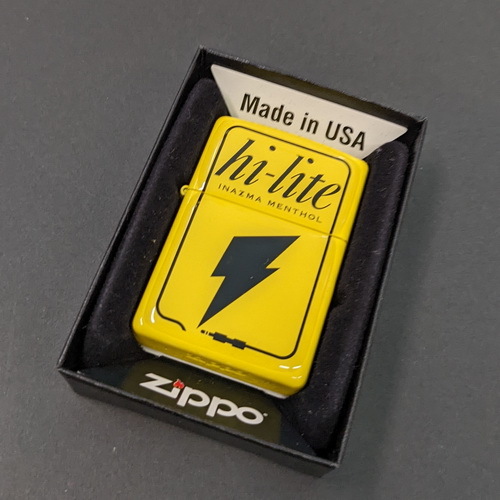 Made in USA
hi-lite
INAZMA MENTHOL
zippo